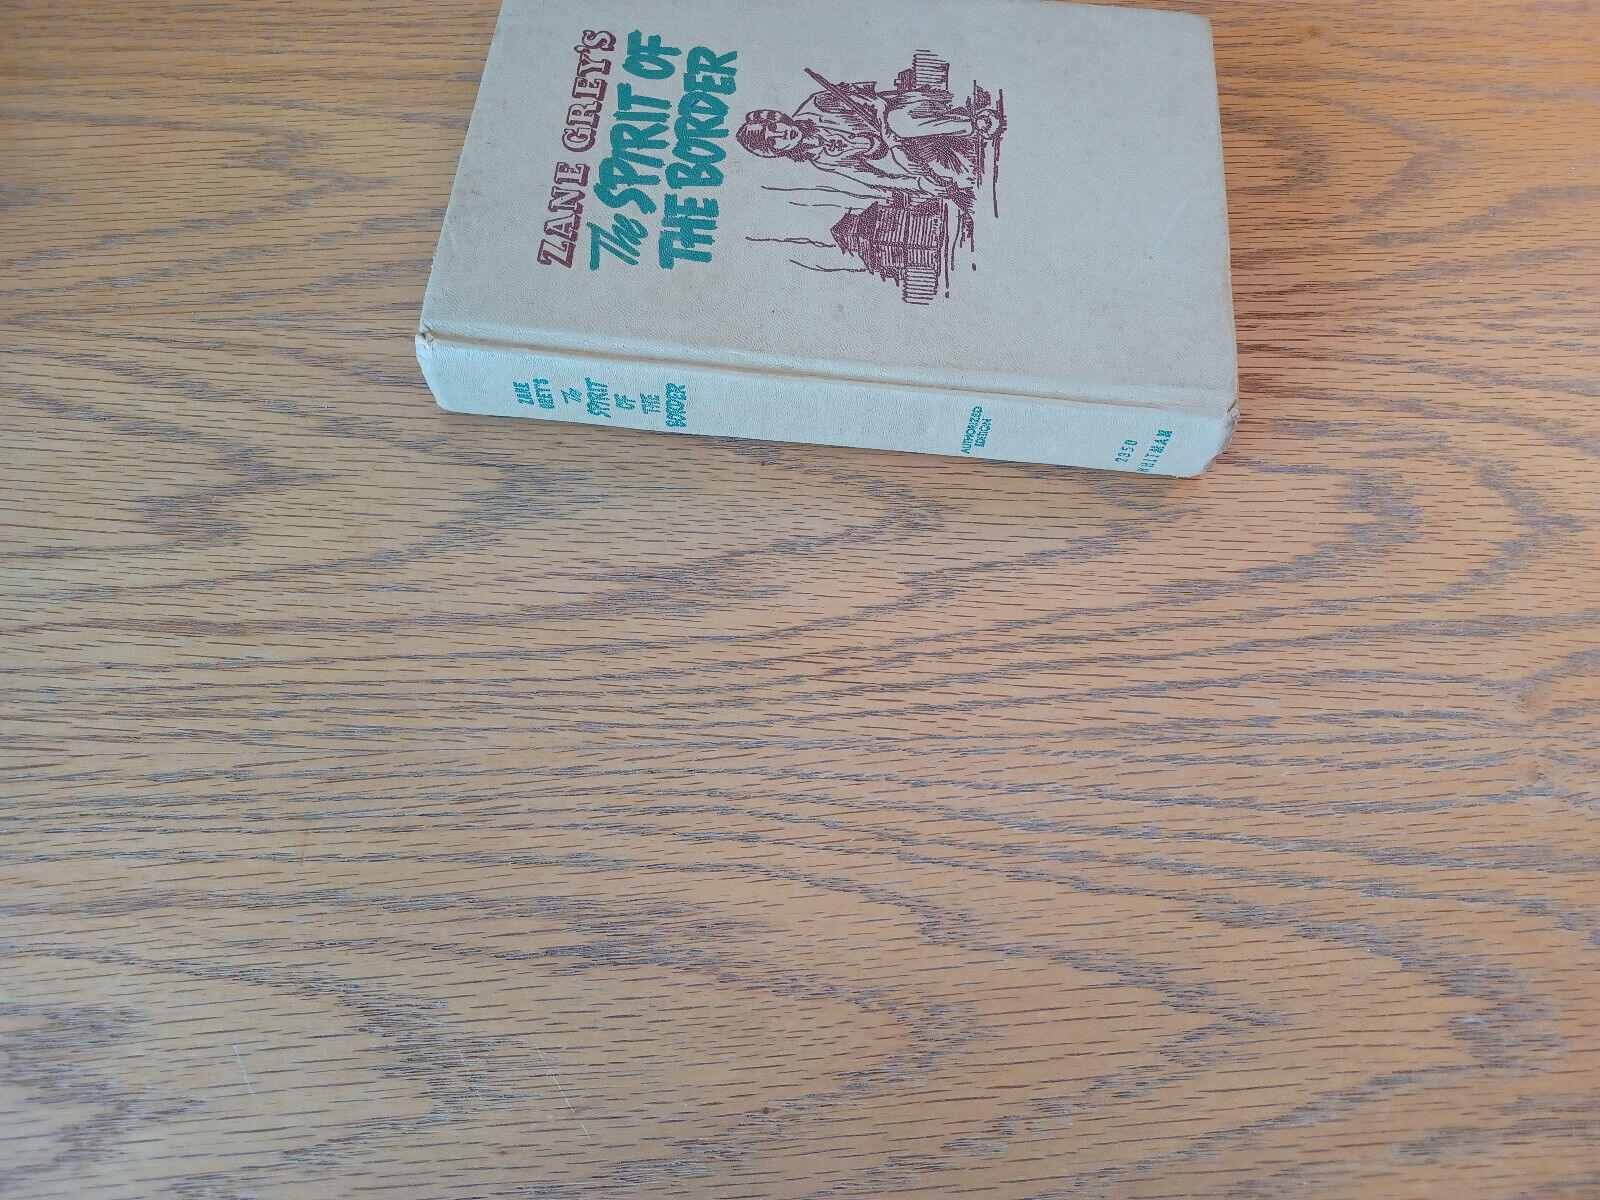 ZANE GREY'S
The SPIRIT OF
THE BORDER
ZANE
GREY'S
The
SPIRIT
OF
THE
BORDER
AUTHORIZED
EDITION
2350
WHITMAN